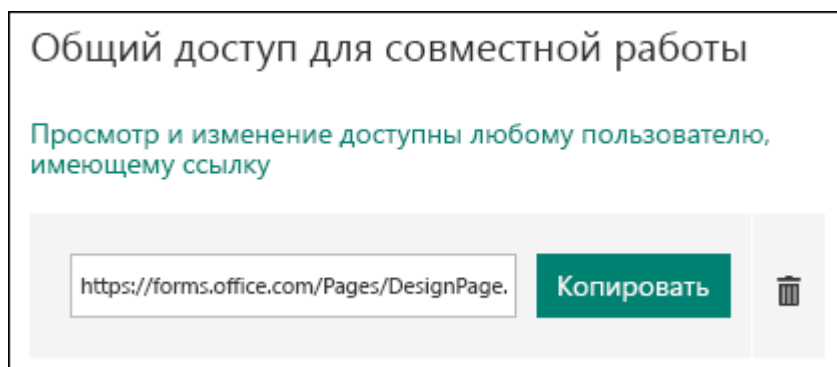 Общий доступ для совместной работы
Просмотр и изменение доступны любому пользователю,
имеющему ссылку
https://forms.office.com/Pages/DesignPage.
Копировать